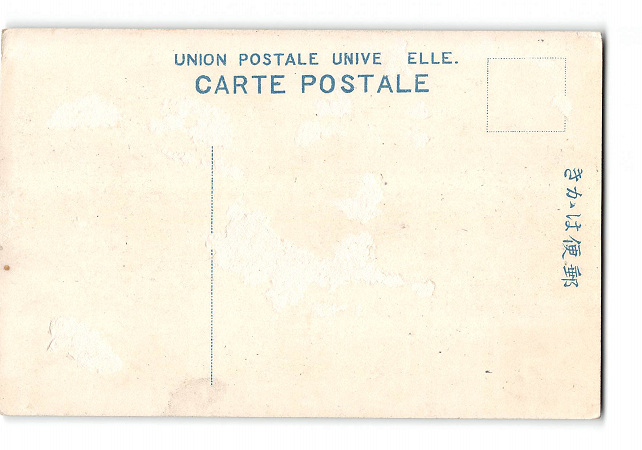 UNION POSTALE UNIVE ELLE.
CARTE POSTALE
きかは便郵